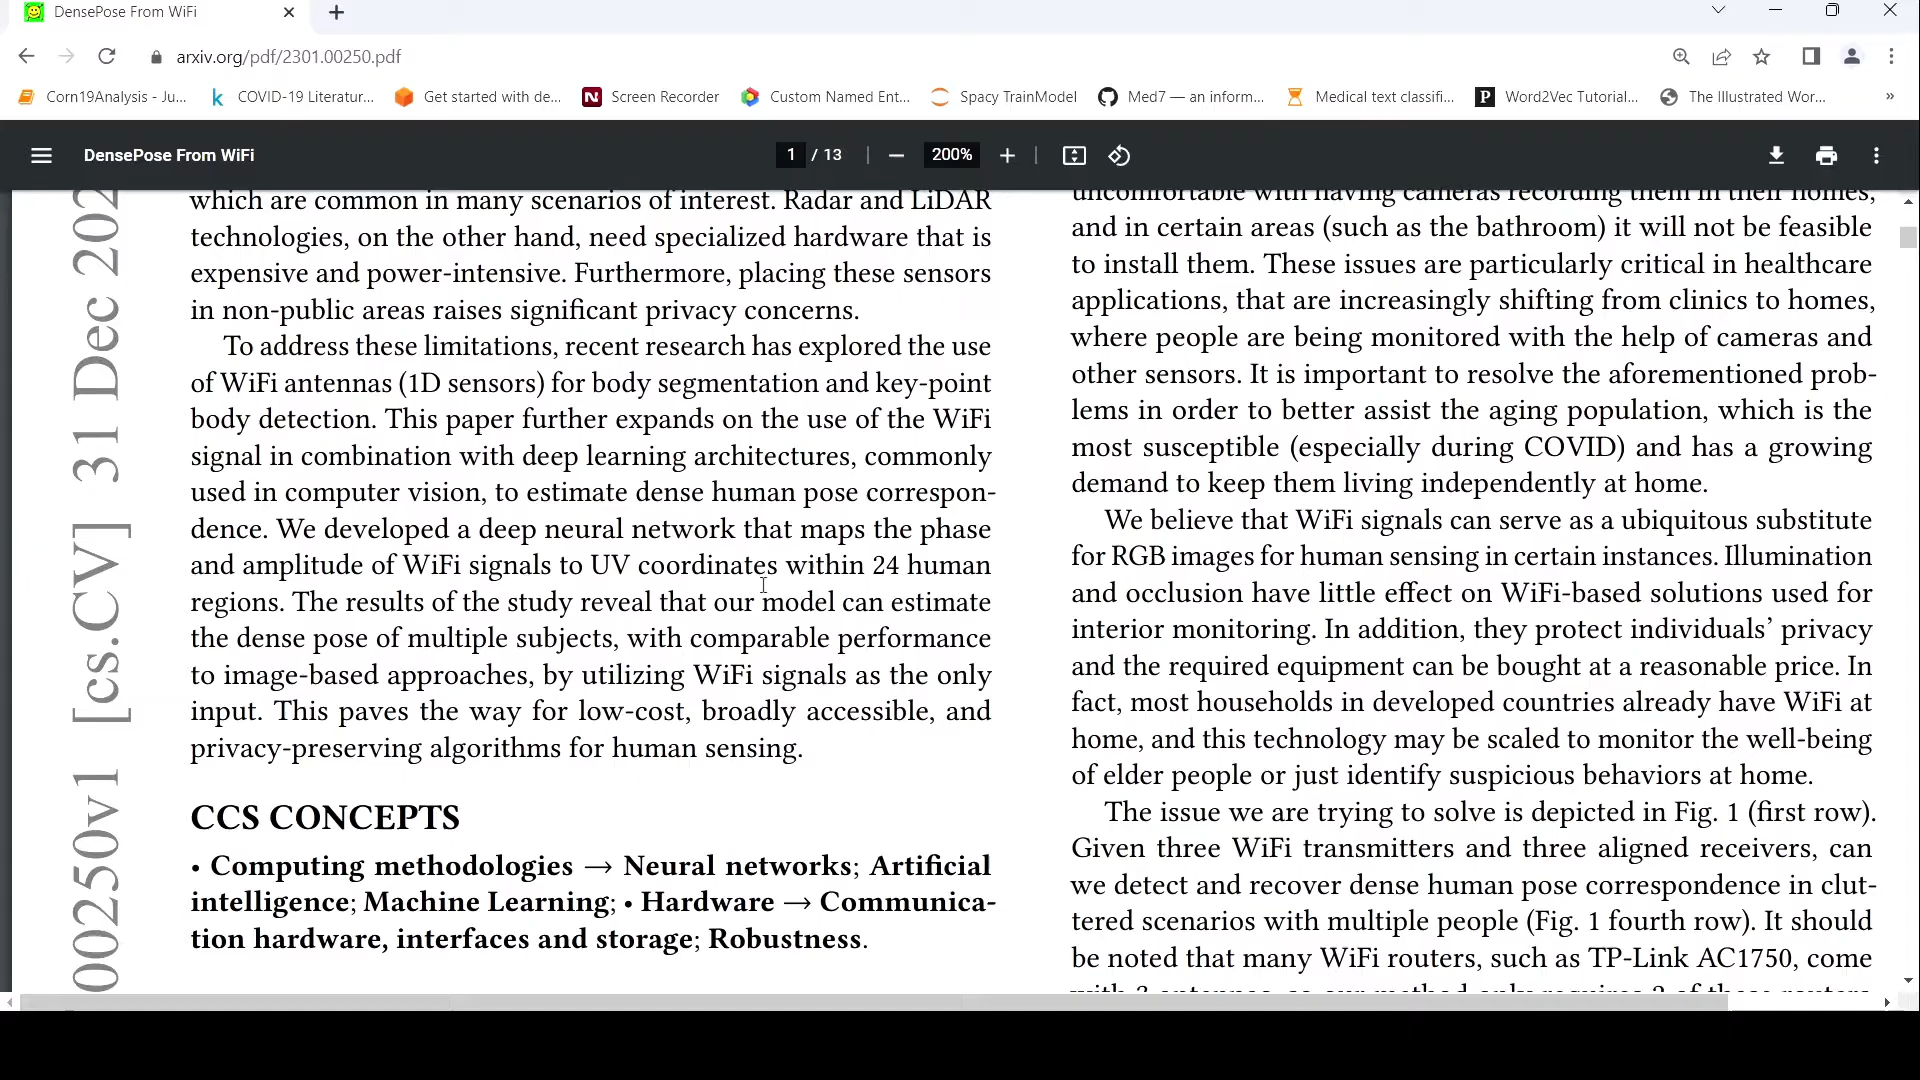 DensePose From WiFi
arxiv.org/pdf/2301.00250.pdf
Corn19Analysis - Ju...
COVID-19 Literatur...
Get started with de...
Screen Recorder
Custom Named Ent...
Spacy TrainModel
Med7 — an inform...
Medical text classifi...
Word2Vec Tutorial...
The Illustrated Wor...
»
DensePose From WiFi
1 / 13
200%
00250v1 [cs.CV] 31 Dec 202
which are common in many scenarios of interest. Radar and LiDAR
technologies, on the other hand, need specialized hardware that is
expensive and power-intensive. Furthermore, placing these sensors
in non-public areas raises significant privacy concerns.
To address these limitations, recent research has explored the use
of WiFi antennas (1D sensors) for body segmentation and key-point
body detection. This paper further expands on the use of the WiFi
signal in combination with deep learning architectures, commonly
used in computer vision, to estimate dense human pose correspon-
dence. We developed a deep neural network that maps the phase
and amplitude of WiFi signals to UV coordinates within 24 human
regions. The results of the study reveal that our model can estimate
the dense pose of multiple subjects, with comparable performance
to image-based approaches, by utilizing WiFi signals as the only
input. This paves the way for low-cost, broadly accessible, and
privacy-preserving algorithms for human sensing.
CCS CONCEPTS
• Computing methodologies → Neural networks; Artificial
intelligence; Machine Learning; • Hardware → Communica-
tion hardware, interfaces and storage; Robustness.
uncomfortable with having cameras recording them in their homes,
and in certain areas (such as the bathroom) it will not be feasible
to install them. These issues are particularly critical in healthcare
applications, that are increasingly shifting from clinics to homes,
where people are being monitored with the help of cameras and
other sensors. It is important to resolve the aforementioned prob-
lems in order to better assist the aging population, which is the
most susceptible (especially during COVID) and has a growing
demand to keep them living independently at home.
We believe that WiFi signals can serve as a ubiquitous substitute
for RGB images for human sensing in certain instances. Illumination
and occlusion have little effect on WiFi-based solutions used for
interior monitoring. In addition, they protect individuals’ privacy
and the required equipment can be bought at a reasonable price. In
fact, most households in developed countries already have WiFi at
home, and this technology may be scaled to monitor the well-being
of elder people or just identify suspicious behaviors at home.
The issue we are trying to solve is depicted in Fig. 1 (first row).
Given three WiFi transmitters and three aligned receivers, can
we detect and recover dense human pose correspondence in clut-
tered scenarios with multiple people (Fig. 1 fourth row). It should
be noted that many WiFi routers, such as TP-Link AC1750, come